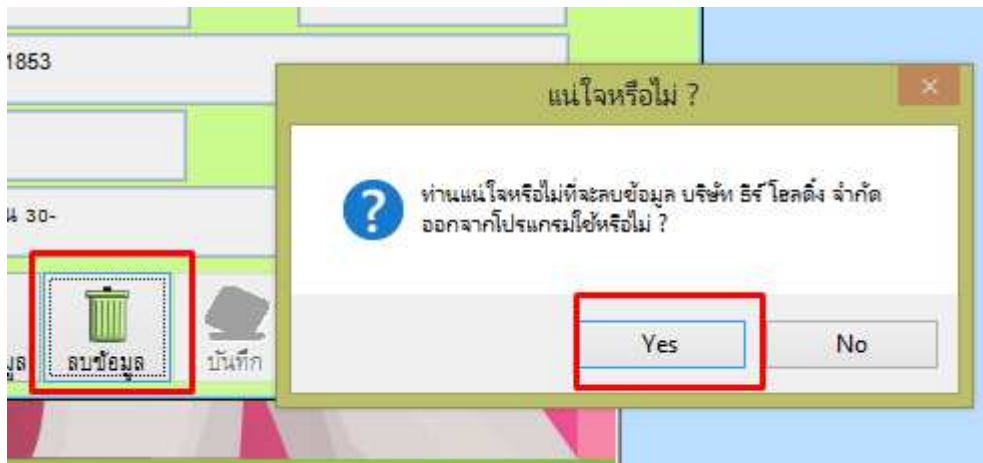 1853
แน่ใจหรือไม่ ?
ท่านแน่ใจหรือไม่ที่จะลบข้อมูล บริษัท ธีร์ โฮลดิ้ง จำกัด
ออกจากโปรแกรมใช้หรือไม่ ?
30-
ลบข้อมูล
บันทึก
Yes
No